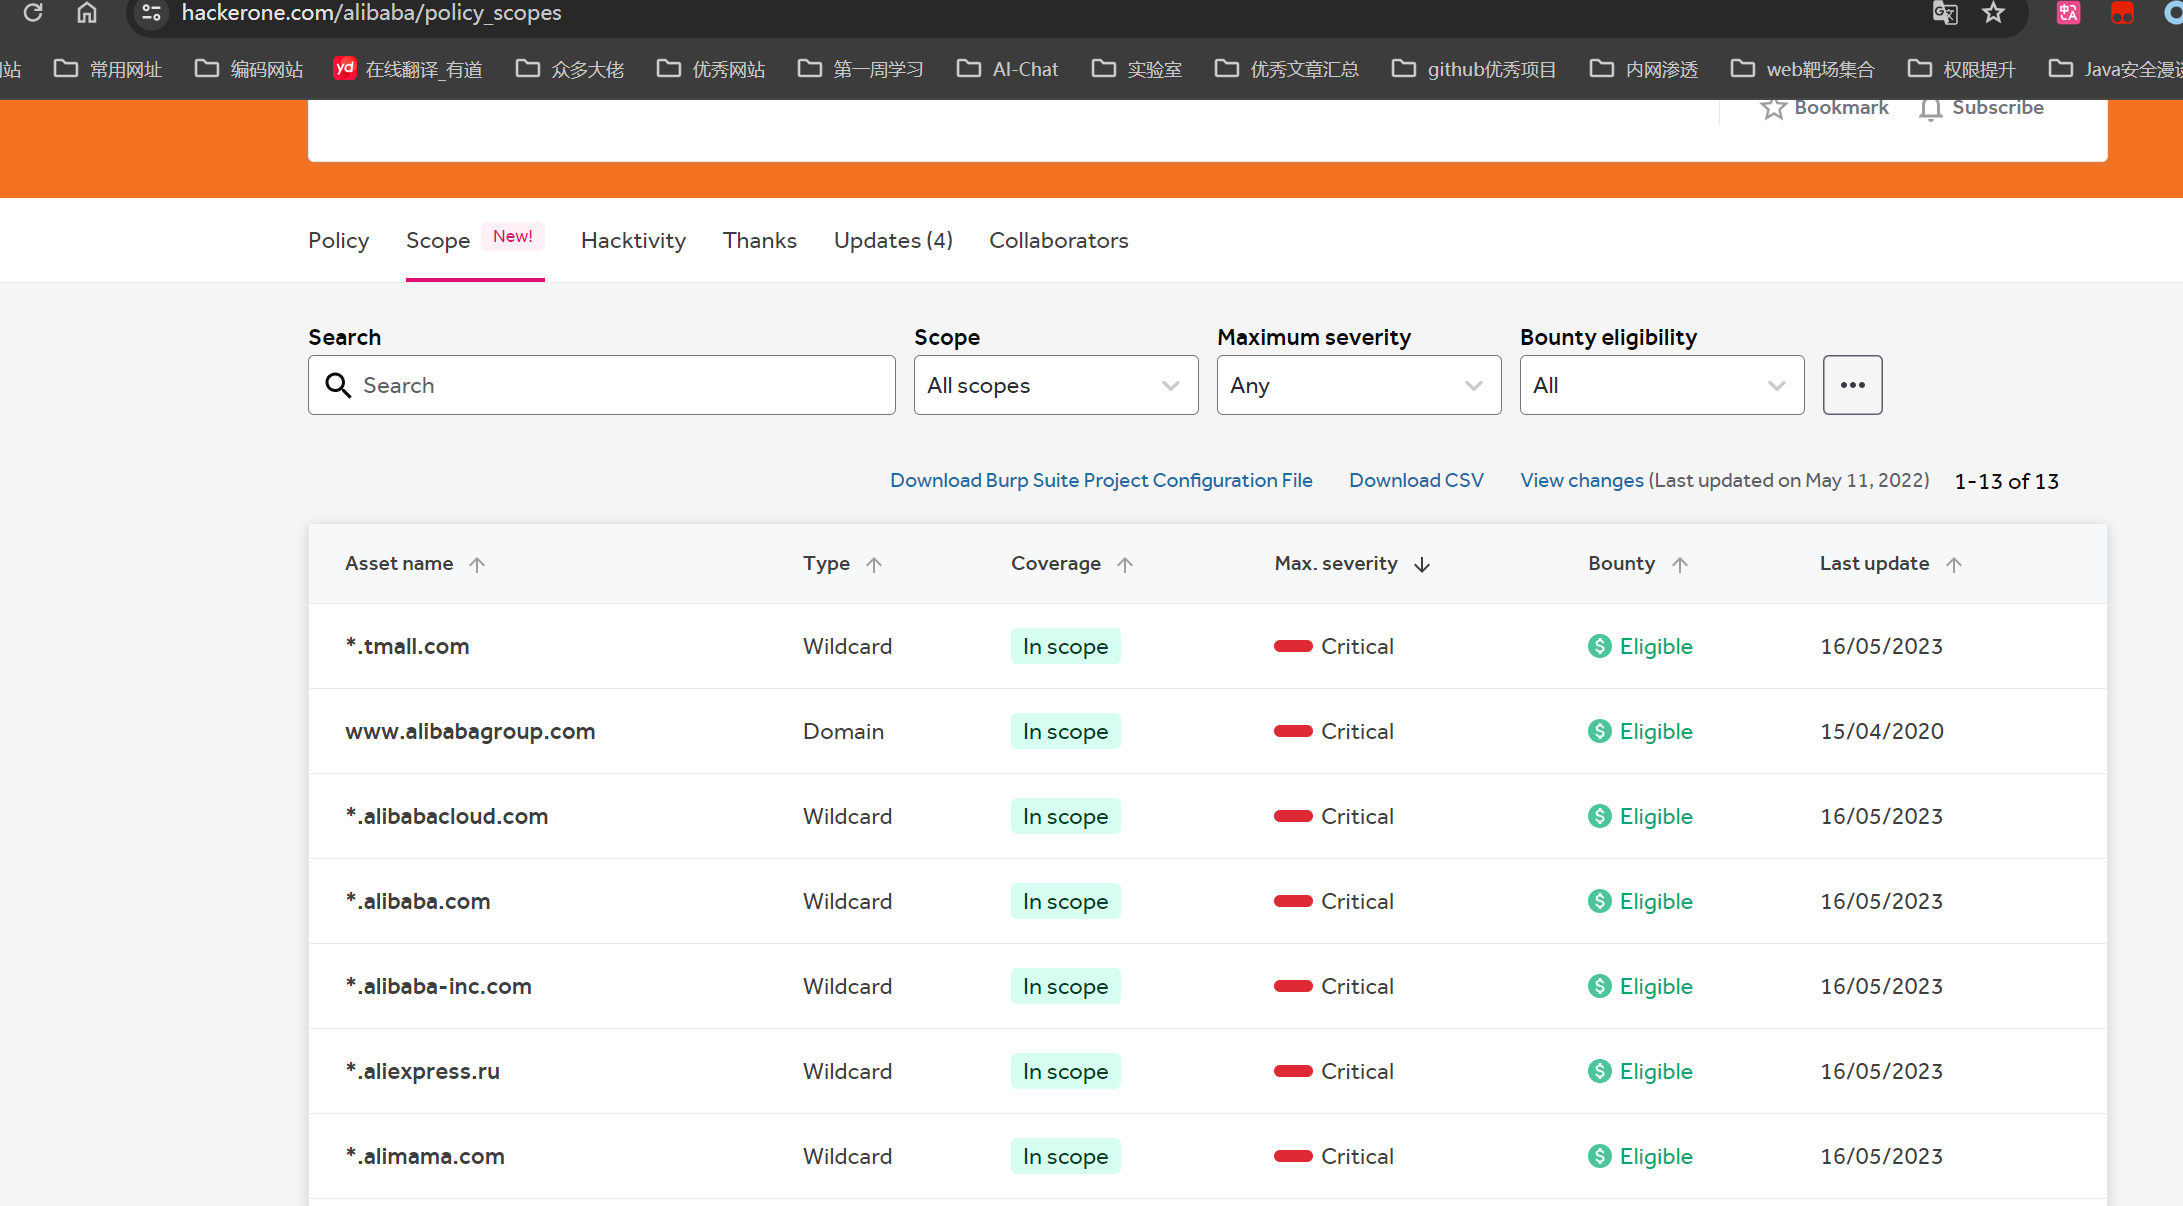 hackerone.com/alibaba/policy_scopes
站 常用网址 编码网站 yd 在线翻译_有道 众多大佬 优秀网站 第一周学习 AI-Chat 实验室 优秀文章汇总 github优秀项目 内网渗透 web靶场集合 权限提升 Java安全漫
Bookmark Subscribe
Policy Scope New! Hacktivity Thanks Updates (4) Collaborators
Search Scope Maximum severity Bounty eligibility
Search All scopes Any All
Download Burp Suite Project Configuration File Download CSV View changes (Last updated on May 11, 2022) 1-13 of 13
Asset name Type Coverage Max. severity Bounty Last update
*.tmall.com Wildcard In scope Critical Eligible 16/05/2023
www.alibabagroup.com Domain In scope Critical Eligible 15/04/2020
*.alibabacloud.com Wildcard In scope Critical Eligible 16/05/2023
*.alibaba.com Wildcard In scope Critical Eligible 16/05/2023
*.alibaba-inc.com Wildcard In scope Critical Eligible 16/05/2023
*.aliexpress.ru Wildcard In scope Critical Eligible 16/05/2023
*.alimama.com Wildcard In scope Critical Eligible 16/05/2023